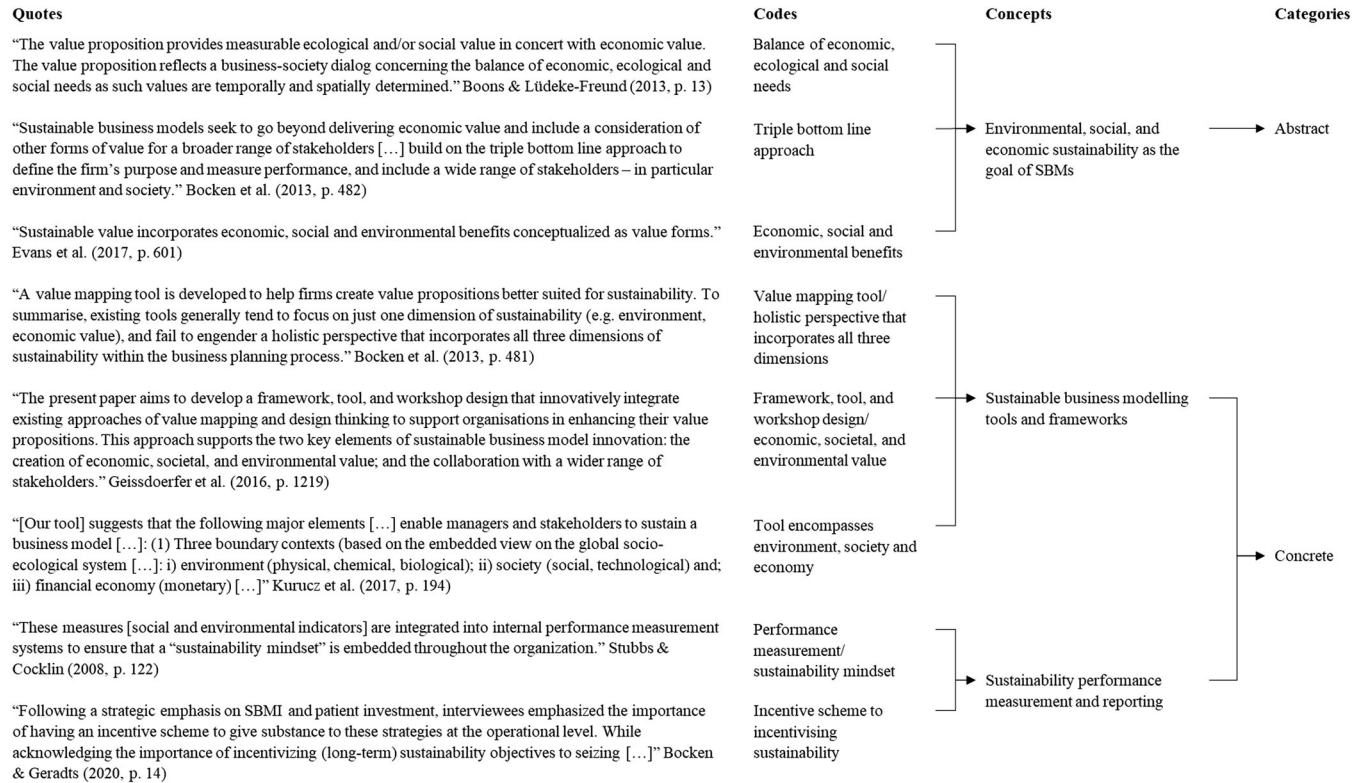 Quotes
Codes
Concepts
Categories
“The value proposition provides measurable ecological and/or social value in concert with economic value.
The value proposition reflects a business-society dialog concerning the balance of economic, ecological and
social needs as such values are temporally and spatially determined.” Boons & Lüdeke-Freund (2013, p. 13)
Balance of economic,
ecological and social
needs
“Sustainable business models seek to go beyond delivering economic value and include a consideration of
other forms of value for a broader range of stakeholders […] build on the triple bottom line approach to
define the firm’s purpose and measure performance, and include a wide range of stakeholders – in particular
environment and society.” Bocken et al. (2013, p. 482)
Triple bottom line
approach
Environmental, social, and
economic sustainability as the
goal of SBMs
Abstract
“Sustainable value incorporates economic, social and environmental benefits conceptualized as value forms.”
Evans et al. (2017, p. 601)
Economic, social and
environmental benefits
“A value mapping tool is developed to help firms create value propositions better suited for sustainability. To
summarise, existing tools generally tend to focus on just one dimension of sustainability (e.g. environment,
economic value), and fail to engender a holistic perspective that incorporates all three dimensions of
sustainability within the business planning process.” Bocken et al. (2013, p. 481)
Value mapping tool/
holistic perspective that
incorporates all three
dimensions
“The present paper aims to develop a framework, tool, and workshop design that innovatively integrate
existing approaches of value mapping and design thinking to support organisations in enhancing their value
propositions. This approach supports the two key elements of sustainable business model innovation: the
creation of economic, societal, and environmental value; and the collaboration with a wider range of
stakeholders.” Geissdoerfer et al. (2016, p. 1219)
Framework, tool, and
workshop design/
economic, societal, and
environmental value
Sustainable business modelling
tools and frameworks
“[Our tool] suggests that the following major elements […] enable managers and stakeholders to sustain a
business model […]: (1) Three boundary contexts (based on the embedded view on the global socio-
ecological system […]: i) environment (physical, chemical, biological); ii) society (social, technological) and;
iii) financial economy (monetary) […]” Kurucz et al. (2017, p. 194)
Tool encompasses
environment, society and
economy
Concrete
“These measures [social and environmental indicators] are integrated into internal performance measurement
systems to ensure that a “sustainability mindset” is embedded throughout the organization.” Stubbs &
Cocklin (2008, p. 122)
Performance
measurement/
sustainability mindset
Sustainability performance
measurement and reporting
“Following a strategic emphasis on SBMI and patient investment, interviewees emphasized the importance
of having an incentive scheme to give substance to these strategies at the operational level. While
acknowledging the importance of incentivizing (long-term) sustainability objectives to seizing […]” Bocken
& Geradts (2020, p. 14)
Incentive scheme to
incentivising
sustainability